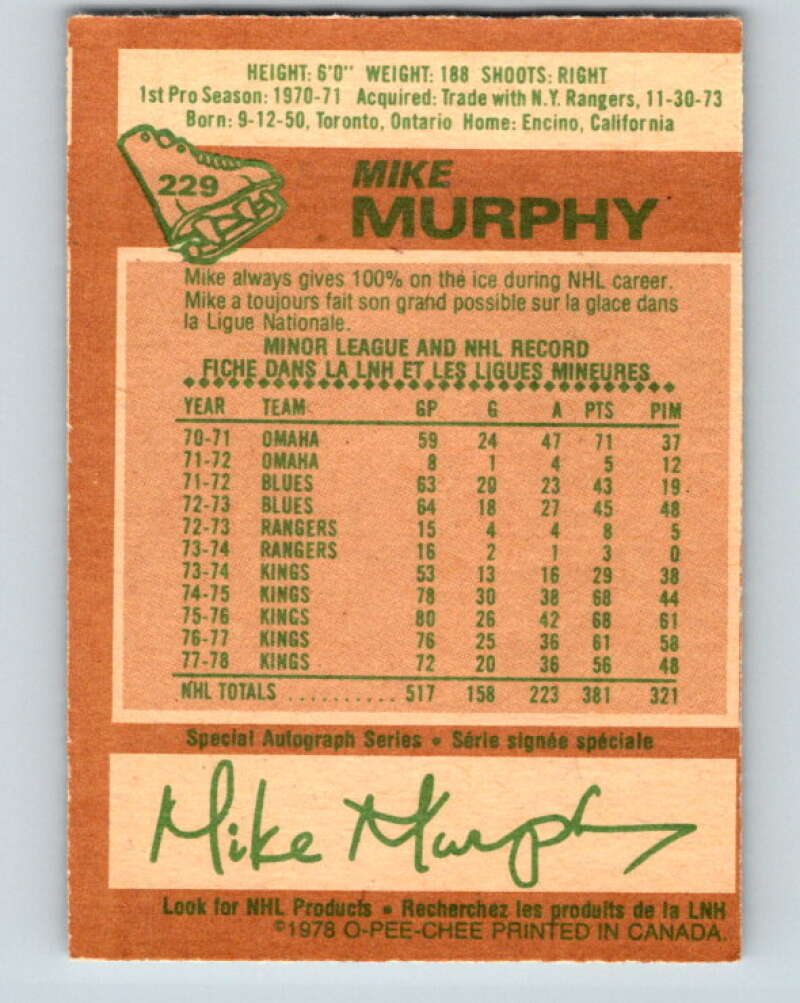 HEIGHT: 6'0" WEIGHT: 188 SHOOTS: RIGHT
1st Pro Season: 1970-71 Acquired: Trade with N.Y. Rangers, 11-30-73
Born: 9-12-50, Toronto, Ontario Home: Encino, California
229
MIKE
MURPHY
Mike always gives 100% on the ice during NHL career.
Mike a toujours fait son grand possible sur la glace dans
la Ligue Nationale.
MINOR LEAGUE AND NHL RECORD
FICHE DANS LA LNH ET LES LIGUES MINEURES
YEAR TEAM GP G A PTS PIM
70-71 OMAHA 59 24 47 71 37
71-72 OMAHA 8 1 4 5 12
71-72 BLUES 63 20 23 43 19
72-73 BLUES 64 18 27 45 48
72-73 RANGERS 15 4 4 8 5
73-74 RANGERS 16 2 1 3 0
73-74 KINGS 53 13 16 29 38
74-75 KINGS 78 30 38 68 44
75-76 KINGS 80 26 42 68 61
76-77 KINGS 76 25 36 61 58
77-78 KINGS 72 20 36 56 48
NHL TOTALS .......... 517 158 223 381 321
Special Autograph Series • Série signée spéciale
Mike Murphy
Look for NHL Products • Recherchez les produits de la LNH
©1978 O-PEE-CHEE PRINTED IN CANADA.